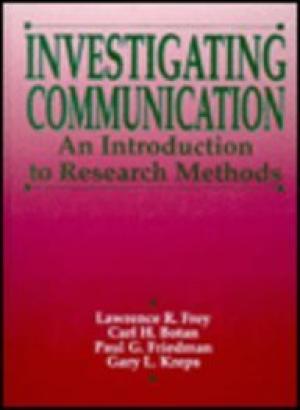 INVESTIGATING
COMMUNICATION
An Introduction
to Research Methods
Lawrence R. Frey
Carl H. Botan
Paul G. Friedman
Gary L. Kreps